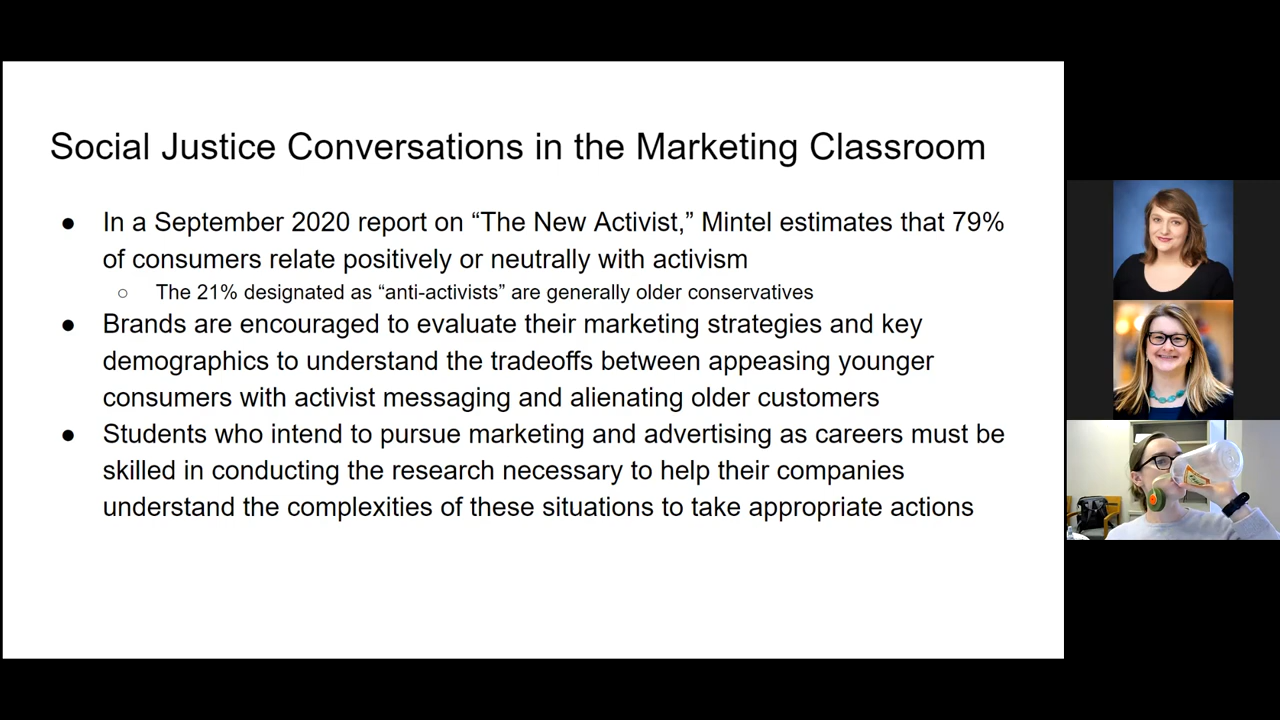 Social Justice Conversations in the Marketing Classroom
● In a September 2020 report on “The New Activist,” Mintel estimates that 79%
of consumers relate positively or neutrally with activism
○ The 21% designated as “anti-activists” are generally older conservatives
● Brands are encouraged to evaluate their marketing strategies and key
demographics to understand the tradeoffs between appeasing younger
consumers with activist messaging and alienating older customers
● Students who intend to pursue marketing and advertising as careers must be
skilled in conducting the research necessary to help their companies
understand the complexities of these situations to take appropriate actions